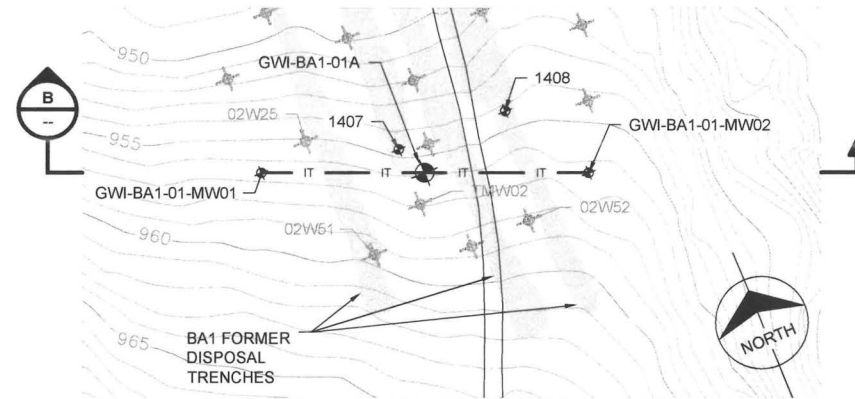 950
GWI-BA1-01A
1408
B
--
02W25
1407
GWI-BA1-01-MW02
955
IT
IT
IT
IT
GWI-BA1-01-MW01
TMW02
02W52
960
02W51
965
BA1 FORMER
DISPOSAL
TRENCHES
NORTH